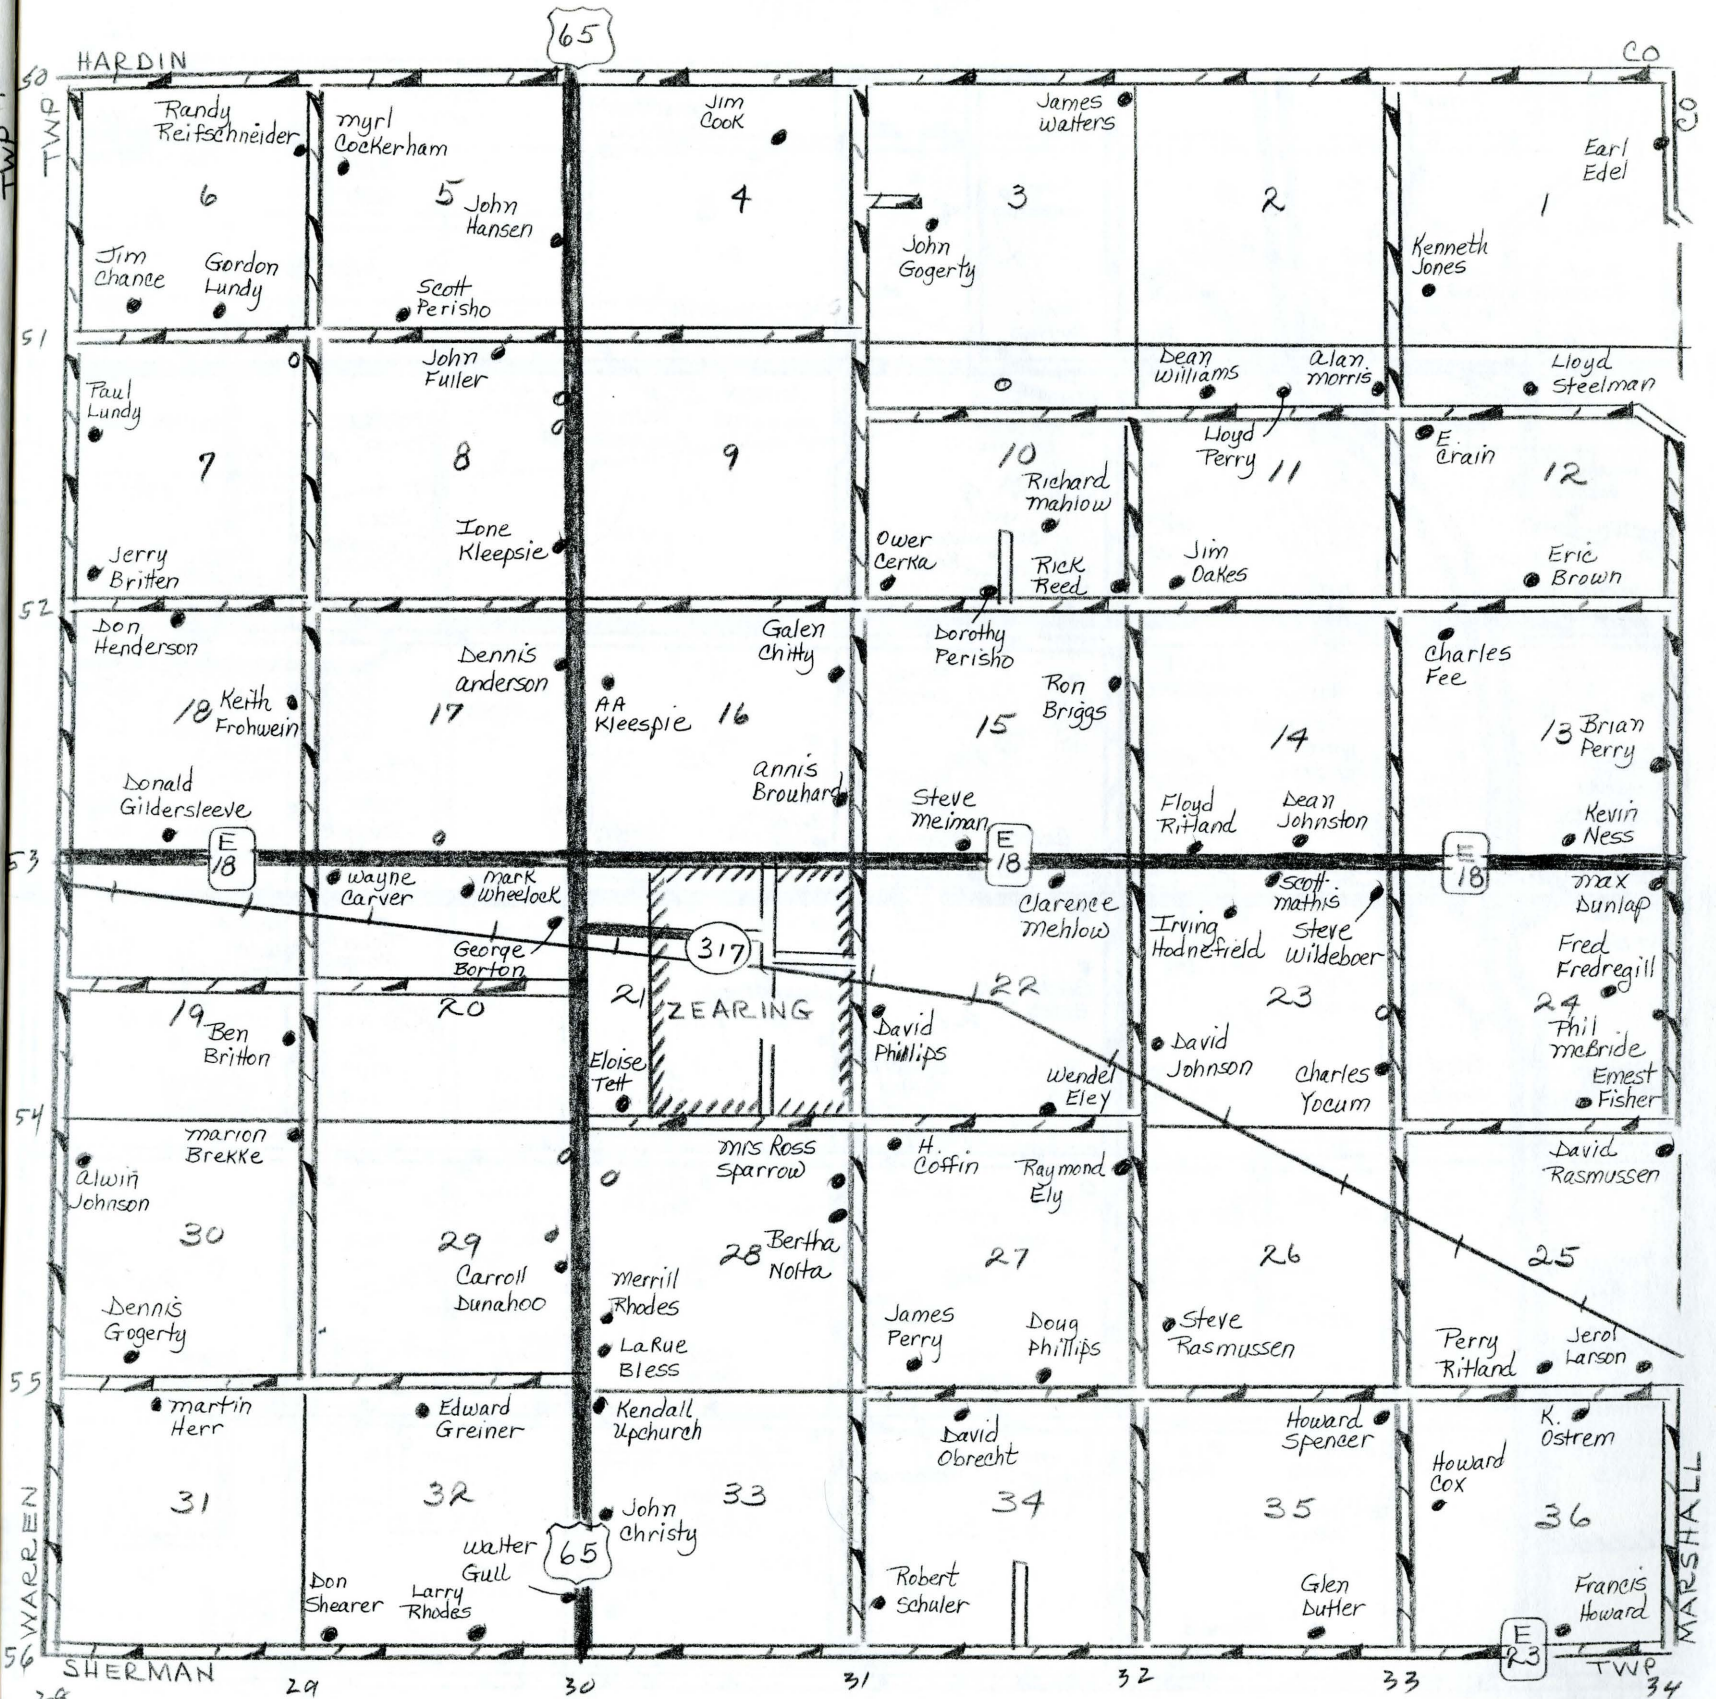 65
HARDIN
CO
50
TWP
TWP
CO
Randy
Reifschneider
Myrl
Cockerham
Jim
Cook
James
Walters
Earl
Edel
6
5
4
3
2
1
John
Hansen
John
Gogerty
Kenneth
Jones
Jim
Chance
Gordon
Lundy
Scott
Perisho
51
John
Fuller
Dean
Williams
Alan
Morris
Lloyd
Steelman
Paul
Lundy
Lloyd
Perry
E.
Crain
7
8
9
10
11
12
Richard
Mahlow
Ione
Kleepsie
Ower
Cerka
Rick
Reed
Jim
Oakes
Eric
Brown
Jerry
Britten
52
Don
Henderson
Galen
Chitty
Dorothy
Perisho
Charles
Fee
Dennis
Anderson
AA
Kleespie
Ron
Briggs
18
Keith
Frohwein
17
16
15
14
13
Brian
Perry
Donald
Gildersleeve
Annis
Brouhard
Steve
Meiman
Floyd
Ritland
Dean
Johnston
Kevin
Ness
53
E
18
E
18
E
18
Wayne
Carver
Mark
Wheelock
Clarence
Mehlow
Scott
Mathis
Max
Dunlap
George
Borton
317
Irving
Hodnefield
Steve
Wildeboer
Fred
Fredregill
19
20
21
ZEARING
22
23
24
Ben
Britton
David
Phillips
David
Johnson
Phil
McBride
Eloise
Tett
Wendel
Eley
Charles
Yocum
Ernest
Fisher
54
Marion
Brekke
Mrs Ross
Sparrow
H.
Coffin
Raymond
Ely
David
Rasmussen
Alwin
Johnson
30
29
28
Bertha
Nolta
27
26
25
Carroll
Dunahoo
Merrill
Rhodes
Dennis
Gogerty
LaRue
Bless
James
Perry
Doug
Phillips
Steve
Rasmussen
Perry
Ritland
Jerol
Larson
55
Martin
Herr
Edward
Greiner
Kendall
Upchurch
David
Obrecht
Howard
Spencer
K.
Ostrem
Howard
Cox
31
32
33
34
35
36
John
Christy
Walter
Gull
65
Don
Shearer
Larry
Rhodes
Robert
Schuler
Glen
Dutler
Francis
Howard
WARREN
MARSHALL
56
SHERMAN
E
23
TWP
29
30
31
32
33
34